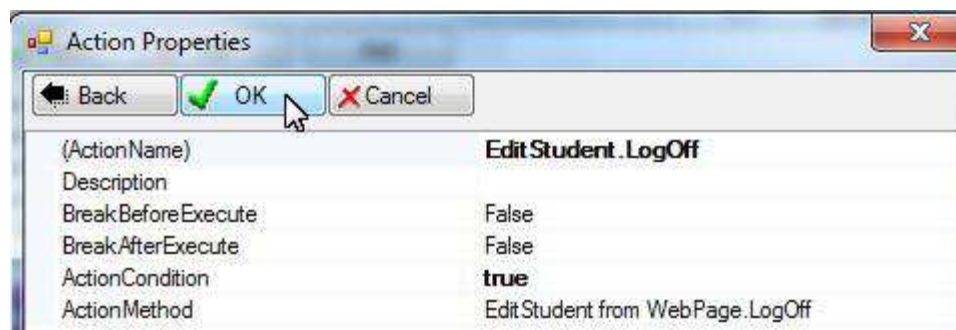 Action Properties
Back OK Cancel
(ActionName) EditStudent.LogOff
Description
BreakBeforeExecute False
BreakAfterExecute False
ActionCondition true
ActionMethod EditStudent from WebPage.LogOff